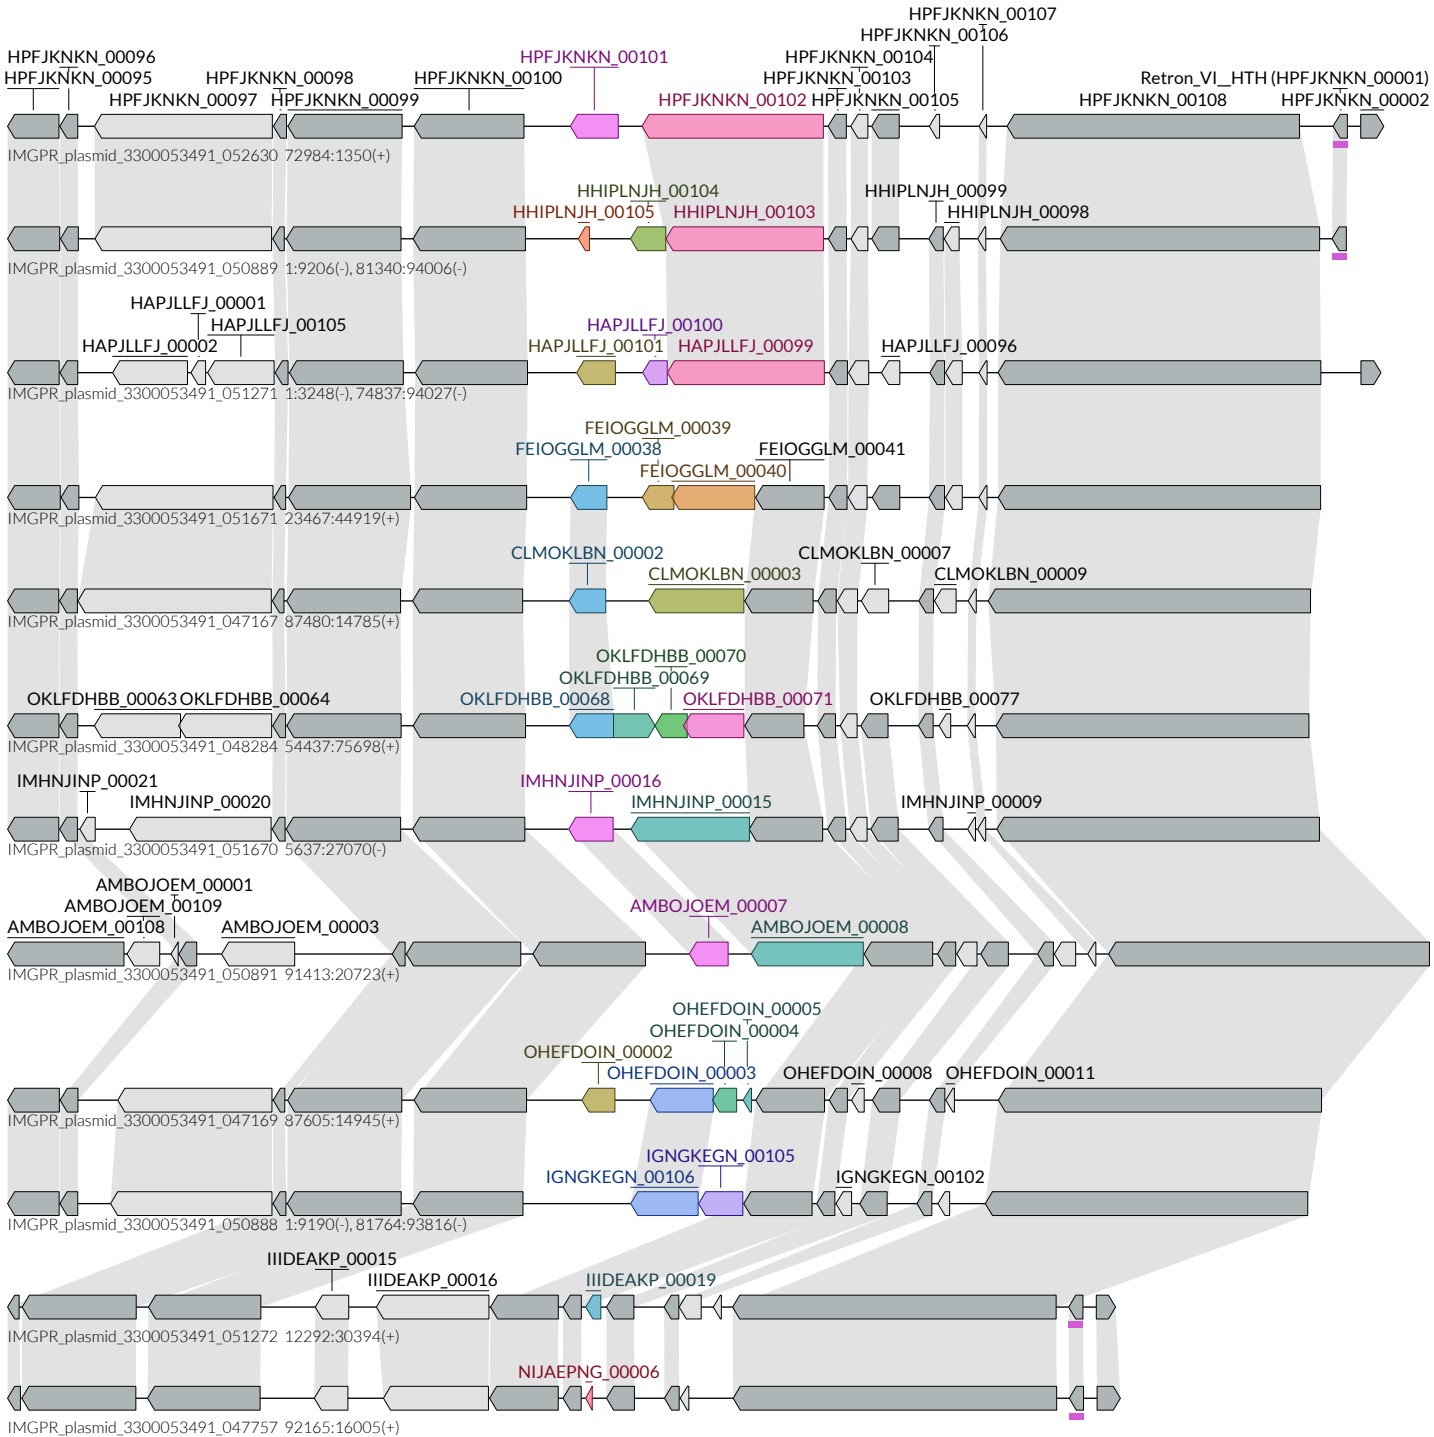 HPFJKNKN_00107
HPFJKNKN_00106
HPFJKNKN_00096 HPFJKNKN_00101 HPFJKNKN_00104
HPFJKNKN_00095 HPFJKNKN_00098 HPFJKNKN_00100 HPFJKNKN_00103 Retron_VI__HTH (HPFJKNKN_00001)
HPFJKNKN_00097 HPFJKNKN_00099 HPFJKNKN_00102 HPFJKNKN_00105 HPFJKNKN_00108 HPFJKNKN_00002
IMGPR_plasmid_3300053491_052630 72984:1350(+)
HHIPLNJH_00104 HHIPLNJH_00099
HHIPLNJH_00105 HHIPLNJH_00103 HHIPLNJH_00098
IMGPR_plasmid_3300053491_050889 1:9206(-), 81340:94006(-)
HAPJLLFJ_00001
HAPJLLFJ_00105 HAPJLLFJ_00100
HAPJLLFJ_00002 HAPJLLFJ_00101 HAPJLLFJ_00099 HAPJLLFJ_00096
IMGPR_plasmid_3300053491_051271 1:3248(-), 74837:94027(-)
FEIOGGLM_00039
FEIOGGLM_00038 FEIOGGLM_00041
FEIOGGLM_00040
IMGPR_plasmid_3300053491_051671 23467:44919(+)
CLMOKLBN_00002 CLMOKLBN_00007
CLMOKLBN_00003 CLMOKLBN_00009
IMGPR_plasmid_3300053491_047167 87480:14785(+)
OKLFDHBB_00070
OKLFDHBB_00069
OKLFDHBB_00063 OKLFDHBB_00064 OKLFDHBB_00068 OKLFDHBB_00071 OKLFDHBB_00077
IMGPR_plasmid_3300053491_048284 54437:75698(+)
IMHNJINP_00021 IMHNJINP_00016
IMHNJINP_00020 IMHNJINP_00015 IMHNJINP_00009
IMGPR_plasmid_3300053491_051670 5637:27070(-)
AMBOJOEM_00001
AMBOJOEM_00109 AMBOJOEM_00007
AMBOJOEM_00108 AMBOJOEM_00003 AMBOJOEM_00008
IMGPR_plasmid_3300053491_050891 91413:20723(+)
OHEFDOIN_00005
OHEFDOIN_00004
OHEFDOIN_00002
OHEFDOIN_00003 OHEFDOIN_00008 OHEFDOIN_00011
IMGPR_plasmid_3300053491_047169 87605:14945(+)
IGNGKEGN_00105
IGNGKEGN_00106 IGNGKEGN_00102
IMGPR_plasmid_3300053491_050888 1:9190(-), 81764:93816(-)
IIIDEAKP_00015
IIIDEAKP_00016 IIIDEAKP_00019
IMGPR_plasmid_3300053491_051272 12292:30394(+)
NIJAEPNG_00006
IMGPR_plasmid_3300053491_047757 92165:16005(+)